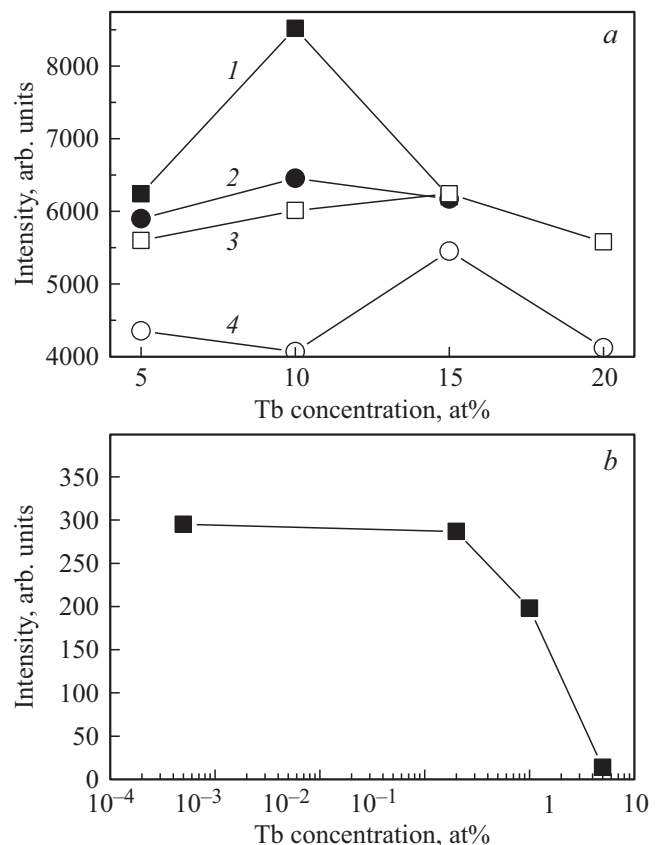 a
8000
7000
6000
5000
4000
Intensity, arb. units
1
2
3
4
5 10 15 20
Tb concentration, at%
b
350
300
250
200
150
100
50
0
Intensity, arb. units
10⁻⁴ 10⁻³ 10⁻² 10⁻¹ 1 10
Tb concentration, at%